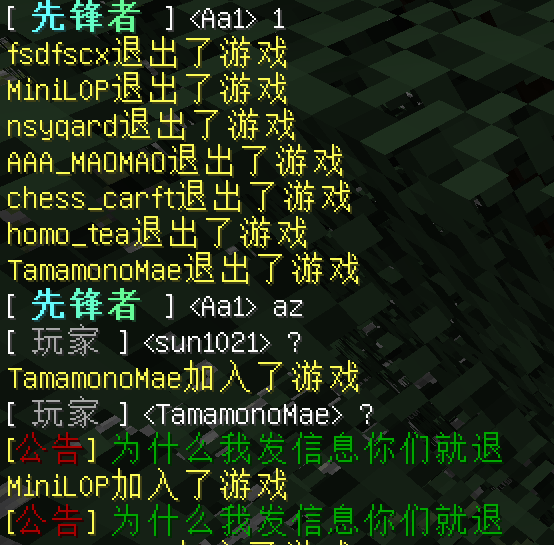 [ 先锋者 ] <Aa1> 1
fsdfscx退出了游戏
MiniLOP退出了游戏
nsyqard退出了游戏
AAA_MAOMAO退出了游戏
chess_carft退出了游戏
homo_tea退出了游戏
TamamonoMae退出了游戏
[ 先锋者 ] <Aa1> az
[ 玩家 ] <sun1021> ?
TamamonoMae加入了游戏
[ 玩家 ] <TamamonoMae> ?
[公告] 为什么我发信息你们就退
MiniLOP加入了游戏
[公告] 为什么我发信息你们就退